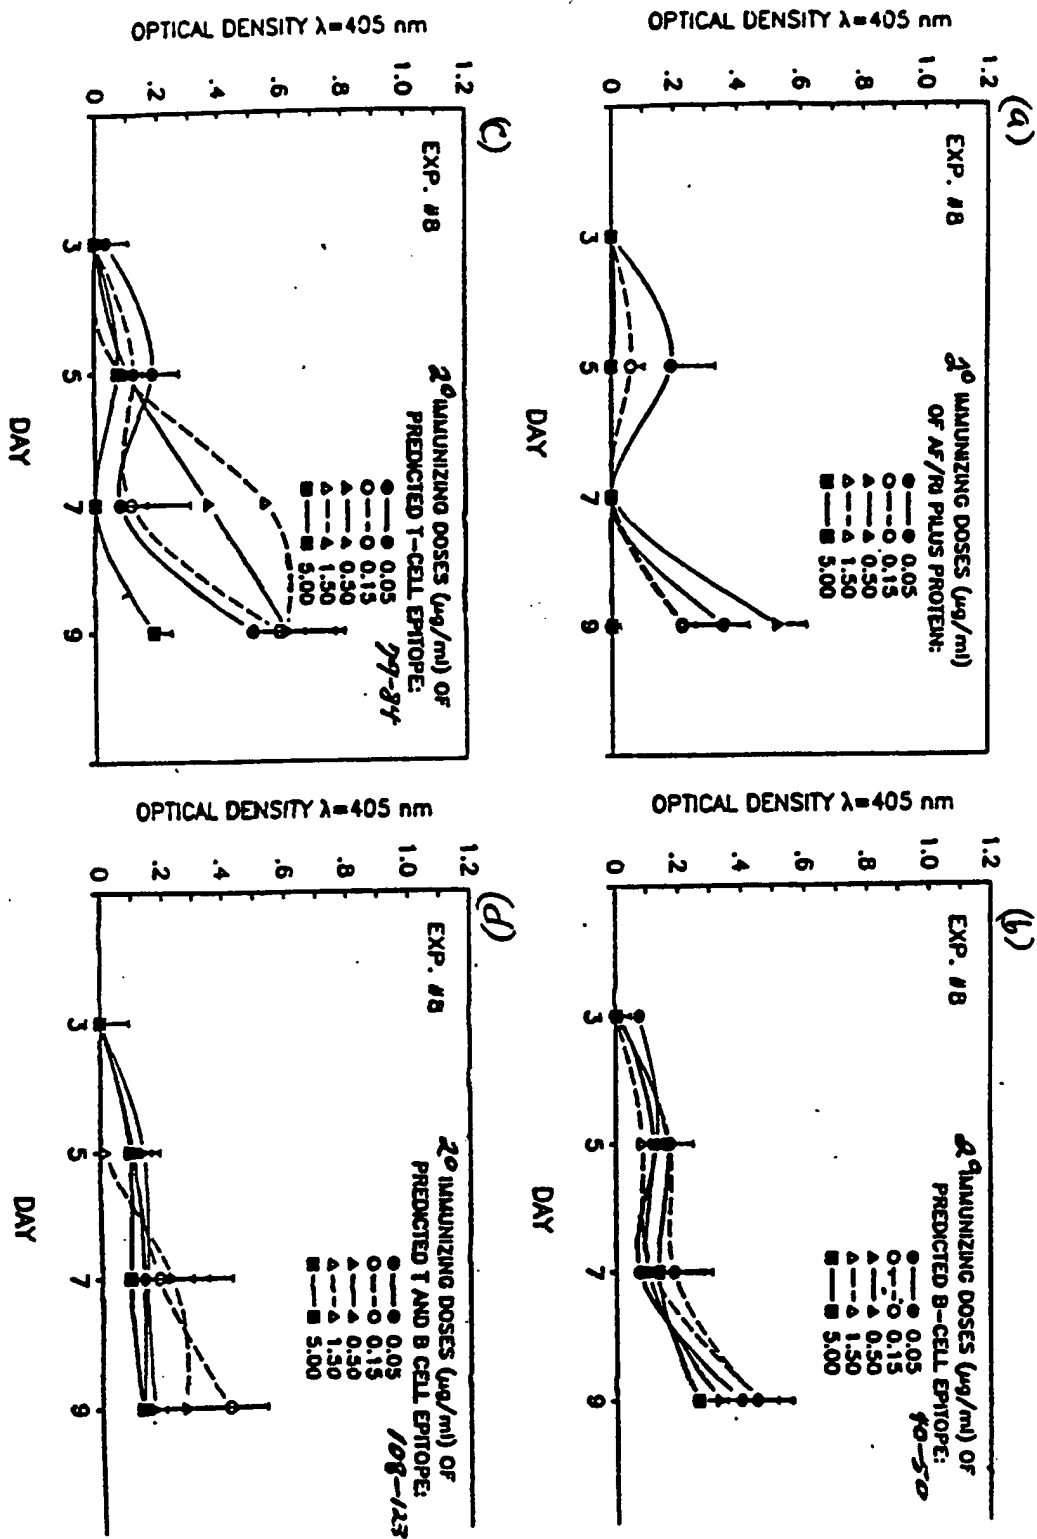 (a)
OPTICAL DENSITY λ=405 nm
1.2
1.0
.8
.6
.4
.2
0
EXP. #8
2° IMMUNIZING DOSES (μg/ml)
OF AF/R1 PILUS PROTEIN:
0.05
0.15
0.50
1.50
5.00
3 5 7 9
DAY
(b)
OPTICAL DENSITY λ=405 nm
1.2
1.0
.8
.6
.4
.2
0
EXP. #8
2° IMMUNIZING DOSES (μg/ml) OF
PREDICTED B-CELL EPITOPE:
40-50
0.05
0.15
0.50
1.50
5.00
3 5 7 9
DAY
(c)
OPTICAL DENSITY λ=405 nm
1.2
1.0
.8
.6
.4
.2
0
EXP. #8
2° IMMUNIZING DOSES (μg/ml) OF
PREDICTED T-CELL EPITOPE:
79-84
0.05
0.15
0.50
1.50
5.00
3 5 7 9
DAY
(d)
OPTICAL DENSITY λ=405 nm
1.2
1.0
.8
.6
.4
.2
0
EXP. #8
2° IMMUNIZING DOSES (μg/ml) OF
PREDICTED T AND B CELL EPITOPE:
108-123
0.05
0.15
0.50
1.50
5.00
3 5 7 9
DAY